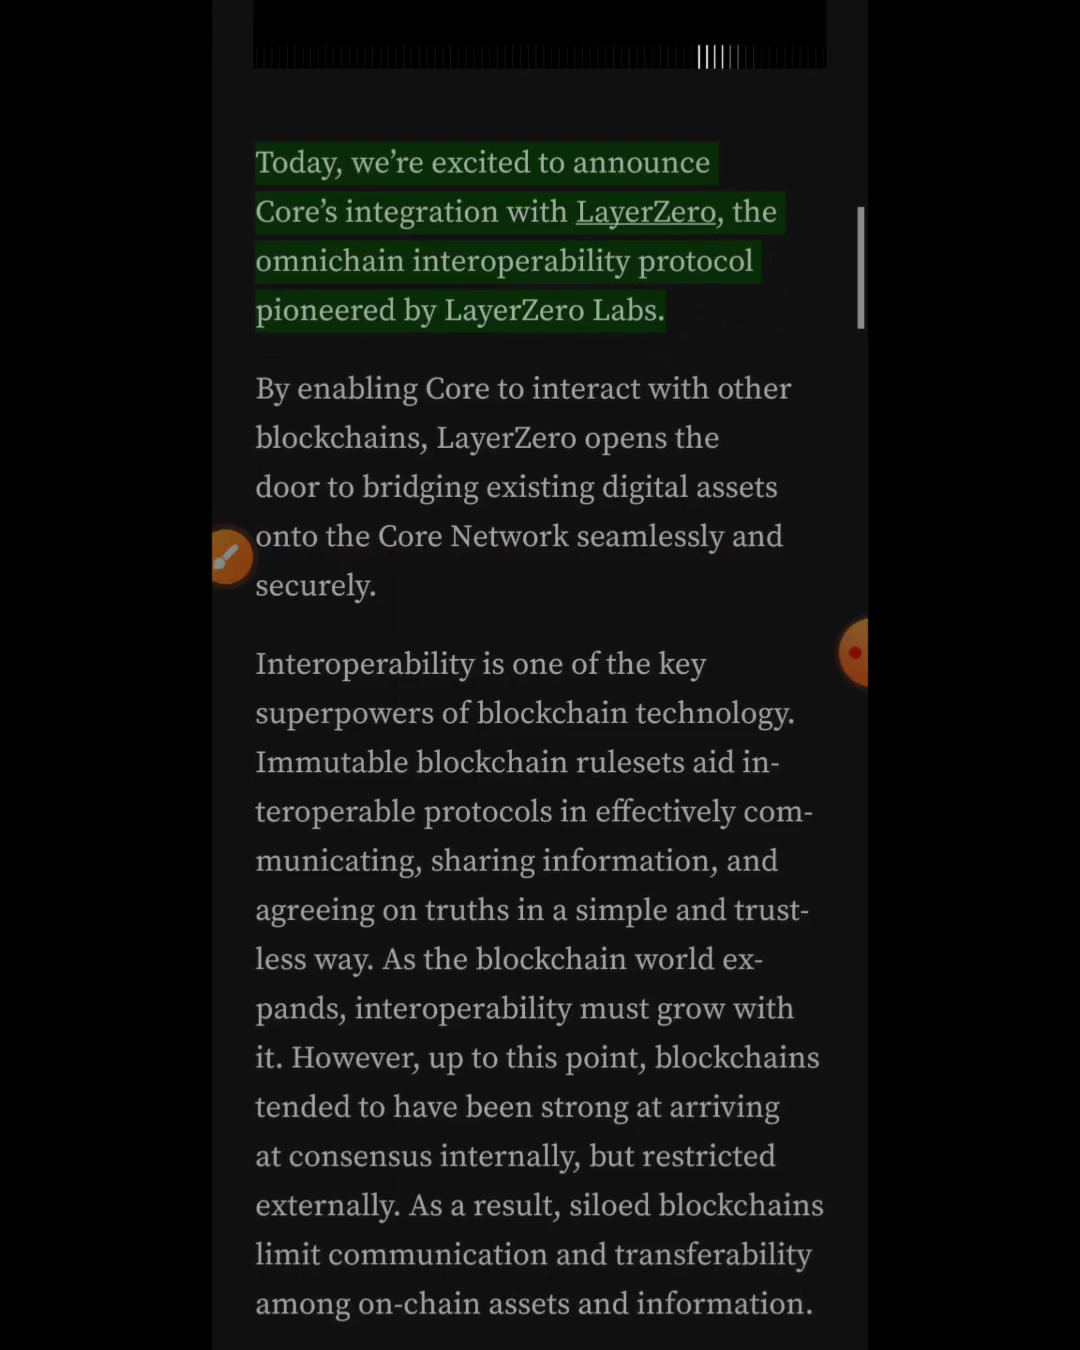 Today, we’re excited to announce
Core’s integration with LayerZero, the
omnichain interoperability protocol
pioneered by LayerZero Labs.
By enabling Core to interact with other
blockchains, LayerZero opens the
door to bridging existing digital assets
onto the Core Network seamlessly and
securely.
Interoperability is one of the key
superpowers of blockchain technology.
Immutable blockchain rulesets aid in-
teroperable protocols in effectively com-
municating, sharing information, and
agreeing on truths in a simple and trust-
less way. As the blockchain world ex-
pands, interoperability must grow with
it. However, up to this point, blockchains
tended to have been strong at arriving
at consensus internally, but restricted
externally. As a result, siloed blockchains
limit communication and transferability
among on-chain assets and information.